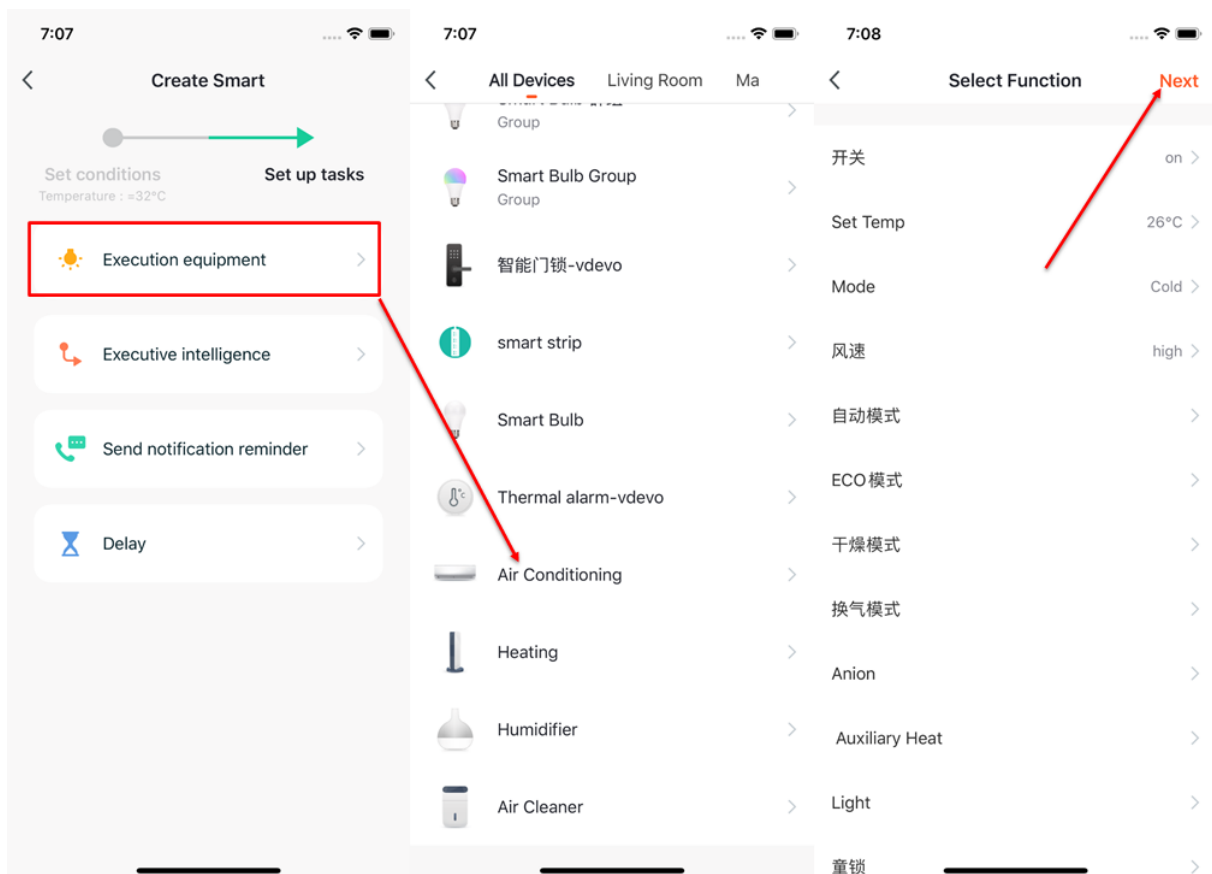 7:07
Create Smart
Set conditions
Set up tasks
Temperature : =32°C
Execution equipment
Executive intelligence
Send notification reminder
Delay
7:07
All Devices Living Room Ma
Group
Smart Bulb Group
Group
智能门锁-vdevo
smart strip
Smart Bulb
Thermal alarm-vdevo
Air Conditioning
Heating
Humidifier
Air Cleaner
7:08
Select Function Next
开关 on
Set Temp 26°C
Mode Cold
风速 high
自动模式
ECO模式
干燥模式
换气模式
Anion
Auxiliary Heat
Light
童锁